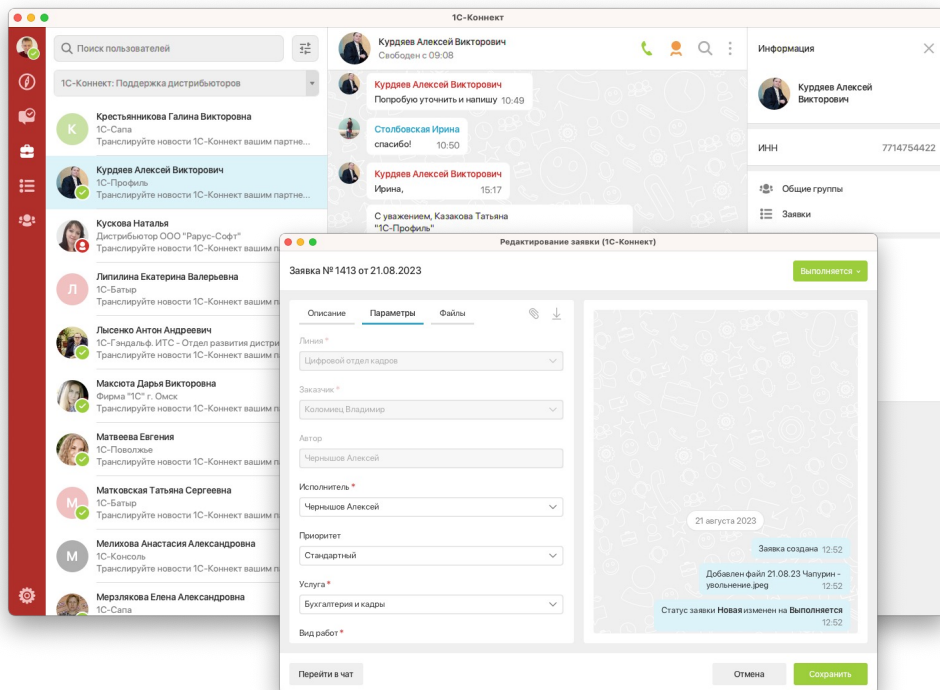 1С-Коннект
Поиск пользователей
1С-Коннект: Поддержка дистрибьюторов
К
Крестьянникова Галина Викторовна
1С-Сапа
Транслируйте новости 1С-Коннект вашим партне...
Курдяев Алексей Викторович
1С-Профиль
Транслируйте новости 1С-Коннект вашим партне...
Кускова Наталья
Дистрибьютор ООО "Рарус-Софт"
Транслируйте новости 1С-Коннект вашим п
Л
Липилина Екатерина Валерьевна
1С-Батыр
Транслируйте новости 1С-Коннект вашим п
Лысенко Антон Андреевич
1С-Гэндальф. ИТС - Отдел развития дистри
Транслируйте новости 1С-Коннект вашим п
Максюта Дарья Викторовна
Фирма "1С" г. Омск
Транслируйте новости 1С-Коннект вашим п
Матвеева Евгения
1С-Поволжье
Транслируйте новости 1С-Коннект вашим п
М
Матковская Татьяна Сергеевна
1С-Батыр
Транслируйте новости 1С-Коннект вашим п
М
Мелихова Анастасия Александровна
1С-Консоль
Транслируйте новости 1С-Коннект вашим п
Мерзлякова Елена Александровна
1С-Сапа
Курдяев Алексей Викторович
Свободен с 09:08
Курдяев Алексей Викторович
Попробую уточнить и напишу 10:49
Столбовская Ирина
спасибо! 10:50
Курдяев Алексей Викторович
Ирина, 15:17
С уважением, Казакова Татьяна
"1С-Профиль"
Информация
Курдяев Алексей
Викторович
ИНН 7714754422
Общие группы
Заявки
Редактирование заявки (1С-Коннект)
Заявка № 1413 от 21.08.2023
Выполняется
Описание Параметры Файлы
Линия *
Цифровой отдел кадров
Заказчик *
Коломиец Владимир
Автор
Чернышов Алексей
Исполнитель *
Чернышов Алексей
Приоритет
Стандартный
Услуга *
Бухгалтерия и кадры
Вид работ *
21 августа 2023
Заявка создана 12:52
Добавлен файл 21.08.23 Чапурин -
увольнение.jpeg 12:52
Статус заявки Новая изменен на Выполняется
12:52
Перейти в чат
Отмена
Сохранить